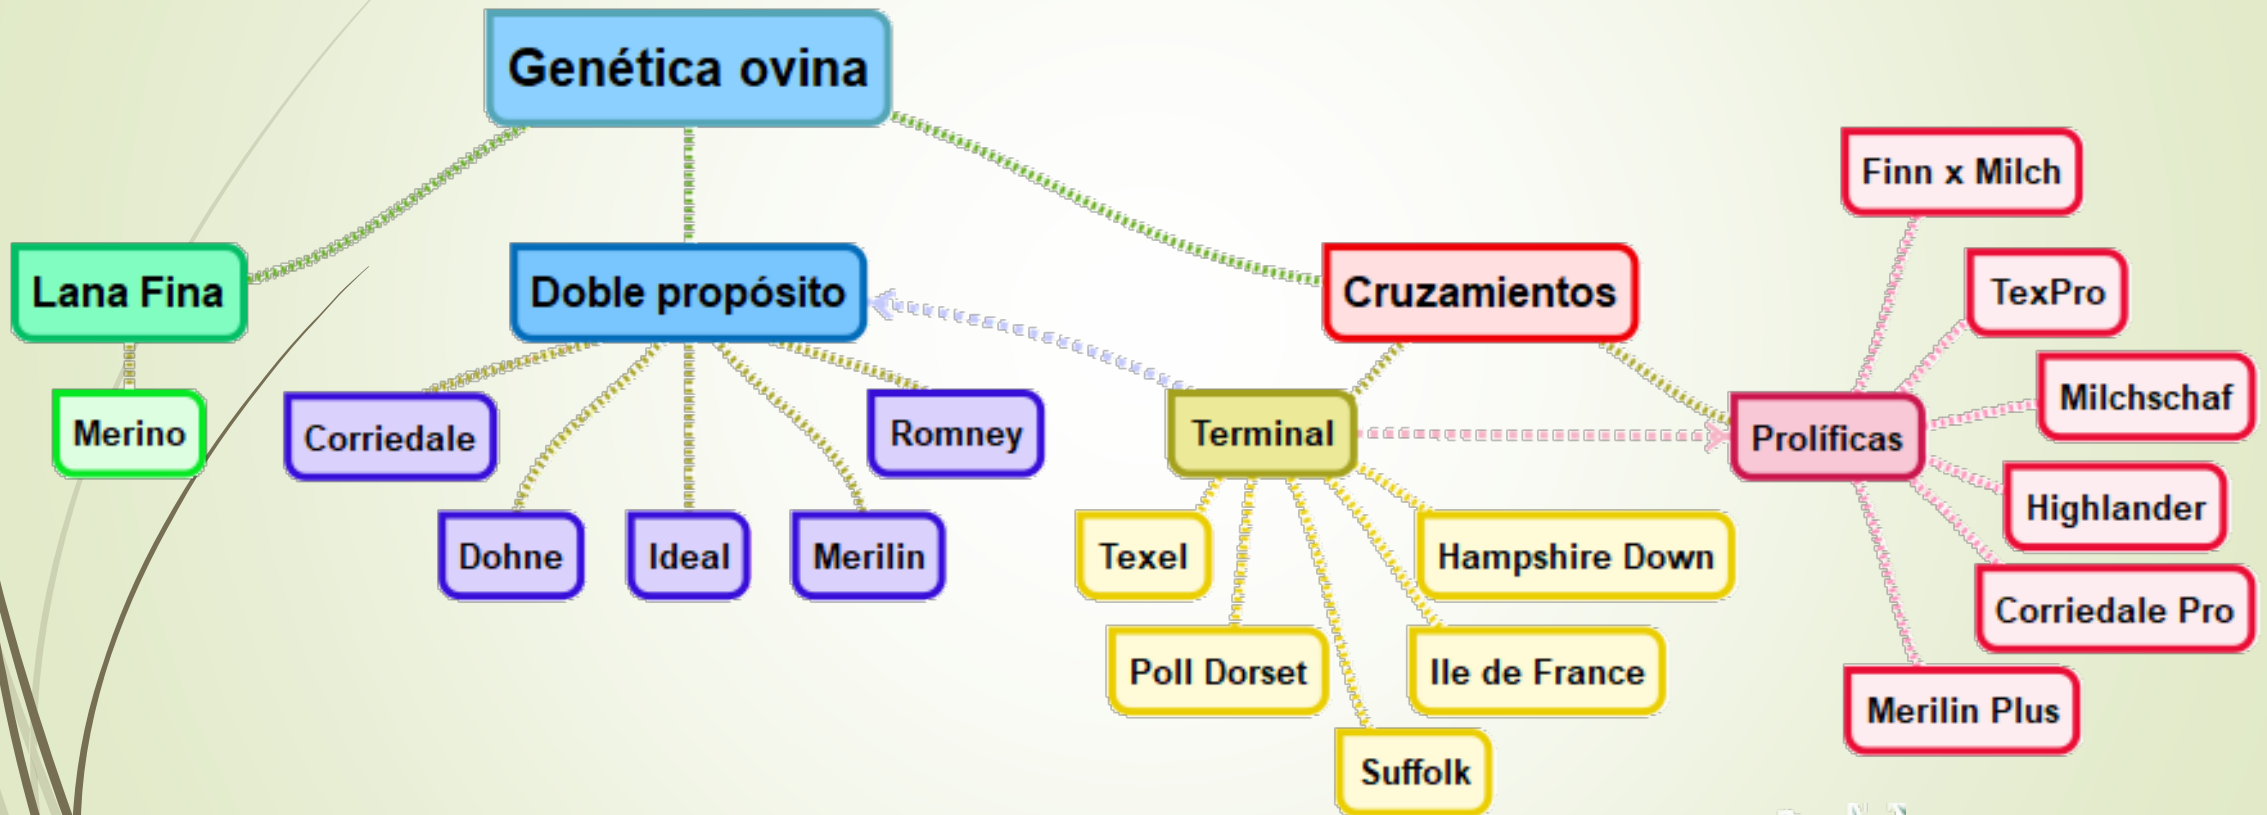 Genética ovina
Lana Fina
Doble propósito
Cruzamientos
Merino
Corriedale
Dohne
Ideal
Merilin
Romney
Terminal
Texel
Poll Dorset
Suffolk
Ile de France
Hampshire Down
Prolíficas
Finn x Milch
TexPro
Milchschaf
Highlander
Corriedale Pro
Merilin Plus